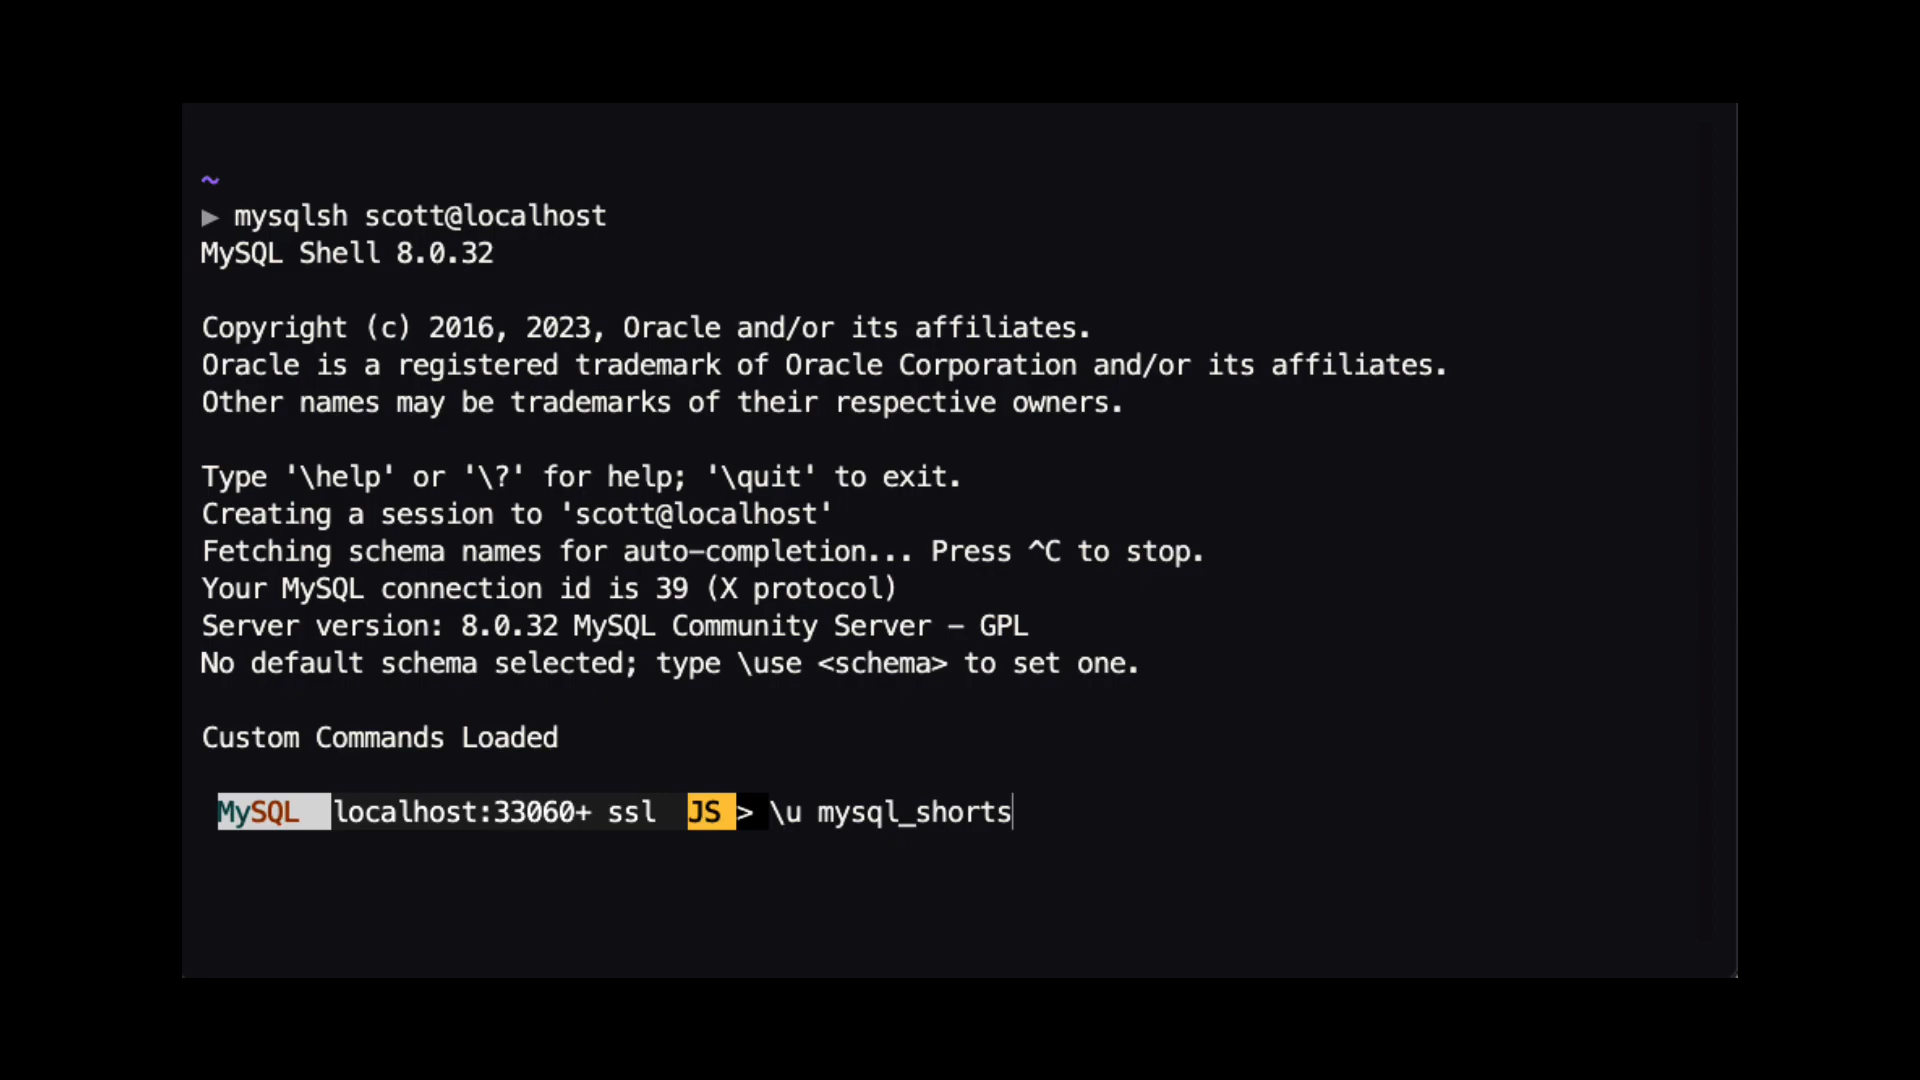 ~
▶ mysqlsh scott@localhost
MySQL Shell 8.0.32
Copyright (c) 2016, 2023, Oracle and/or its affiliates.
Oracle is a registered trademark of Oracle Corporation and/or its affiliates.
Other names may be trademarks of their respective owners.
Type '\help' or '\?' for help; '\quit' to exit.
Creating a session to 'scott@localhost'
Fetching schema names for auto-completion... Press ^C to stop.
Your MySQL connection id is 39 (X protocol)
Server version: 8.0.32 MySQL Community Server - GPL
No default schema selected; type \use <schema> to set one.
Custom Commands Loaded
MySQL localhost:33060+ ssl JS > \u mysql_shorts